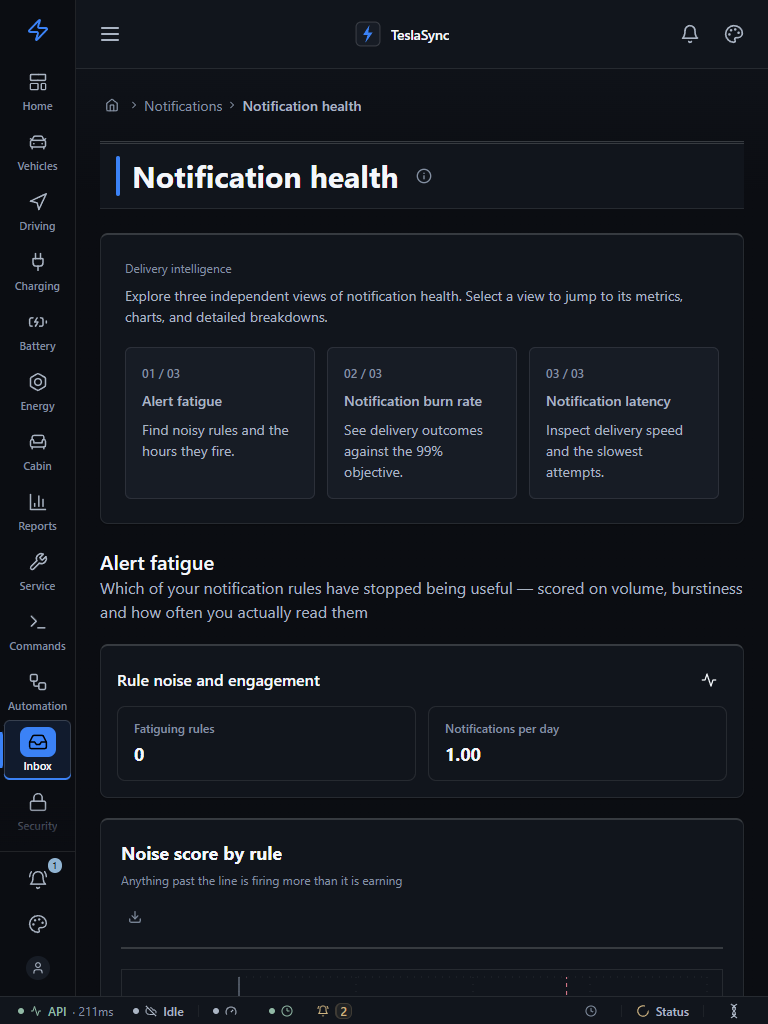 TeslaSync
Home
Vehicles
Driving
Charging
Battery
Energy
Cabin
Reports
Service
Commands
Automation
Inbox
Security
1
Notifications
Notification health
Notification health
Delivery intelligence
Explore three independent views of notification health. Select a view to jump to its metrics,
charts, and detailed breakdowns.
01 / 03
Alert fatigue
Find noisy rules and the
hours they fire.
02 / 03
Notification burn rate
See delivery outcomes
against the 99%
objective.
03 / 03
Notification latency
Inspect delivery speed
and the slowest
attempts.
Alert fatigue
Which of your notification rules have stopped being useful — scored on volume, burstiness
and how often you actually read them
Rule noise and engagement
Fatiguing rules
0
Notifications per day
1.00
Noise score by rule
Anything past the line is firing more than it is earning
API · 211ms
Idle
2
Status